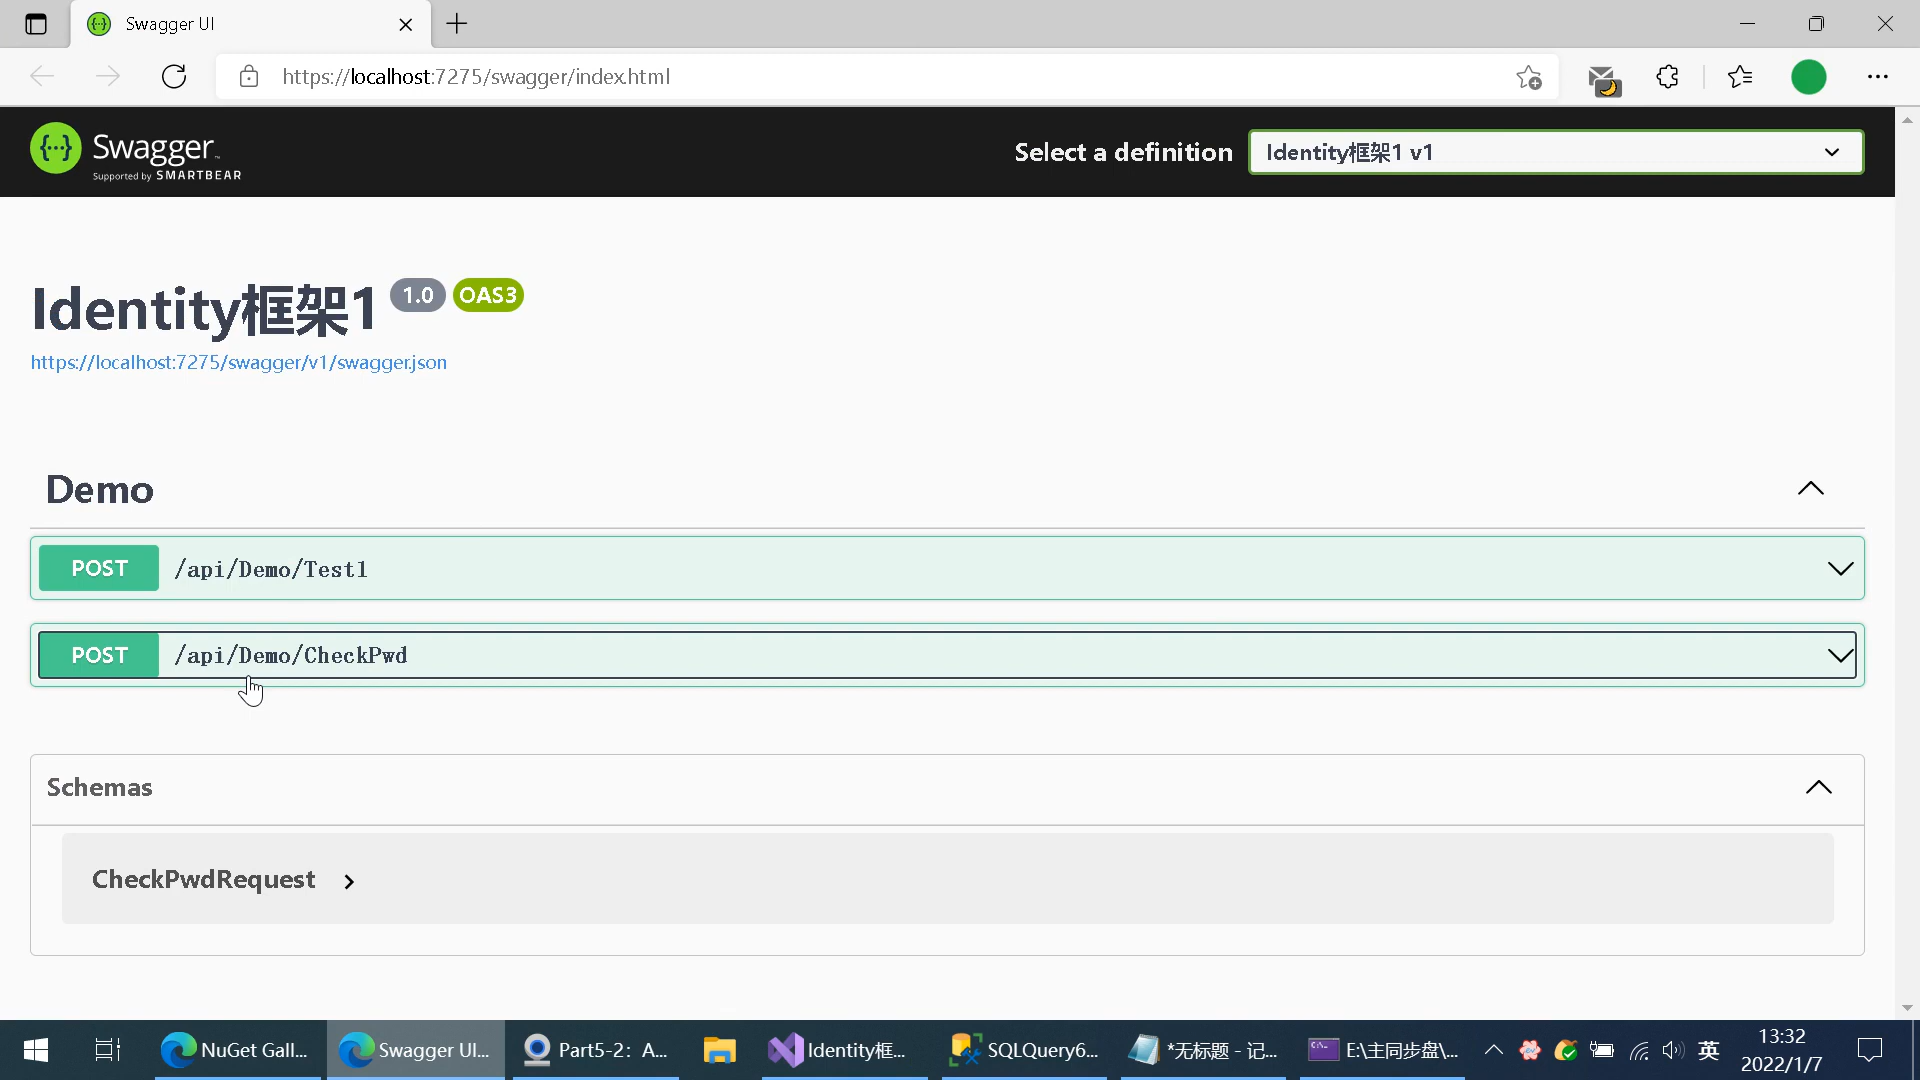 Swagger UI
https://localhost:7275/swagger/index.html
Swagger™
Supported by SMARTBEAR
Select a definition
Identity框架1 v1
Identity框架1 1.0 OAS3
https://localhost:7275/swagger/v1/swagger.json
Demo
POST /api/Demo/Test1
POST /api/Demo/CheckPwd
Schemas
CheckPwdRequest
NuGet Gall...
Swagger UI...
Part5-2：A...
Identity框...
SQLQuery6...
*无标题 - 记...
E:\主同步盘\...
英
13:32
2022/1/7